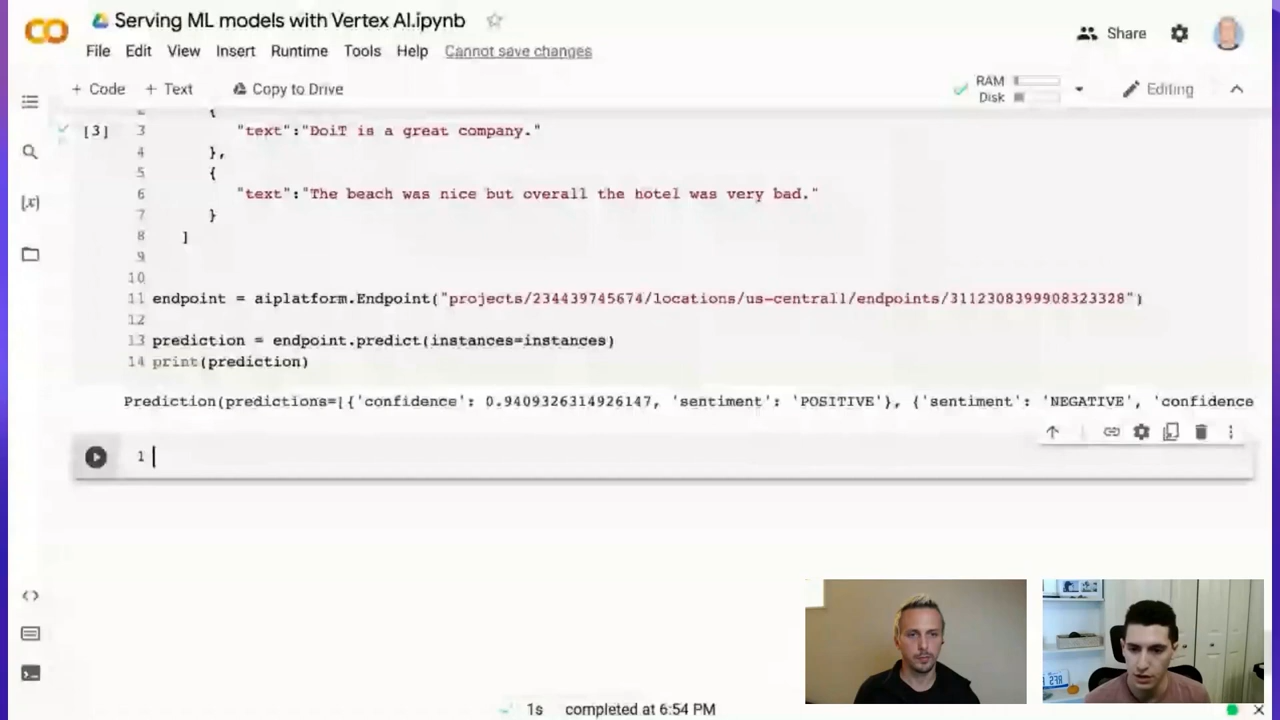 Serving ML models with Vertex AI.ipynb
File Edit View Insert Runtime Tools Help Cannot save changes
Share
+ Code + Text Copy to Drive
RAM
Disk
Editing
2 {
[3] 3 "text":"DoiT is a great company."
4 },
5 {
6 "text":"The beach was nice but overall the hotel was very bad."
7 }
8 ]
9
10
11 endpoint = aiplatform.Endpoint("projects/234439745674/locations/us-central1/endpoints/3112308399908323328")
12
13 prediction = endpoint.predict(instances=instances)
14 print(prediction)
Prediction(predictions=[{'confidence': 0.9409326314926147, 'sentiment': 'POSITIVE'}, {'sentiment': 'NEGATIVE', 'confidence
1
1s completed at 6:54 PM